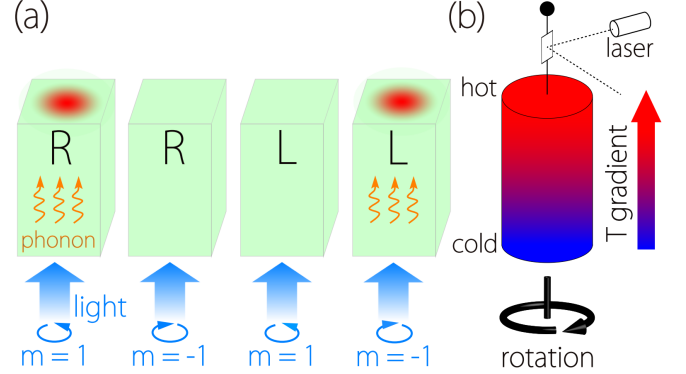 (a)
R
R
L
L
phonon
light
m = 1
m = -1
m = 1
m = -1
(b)
laser
hot
T gradient
cold
rotation